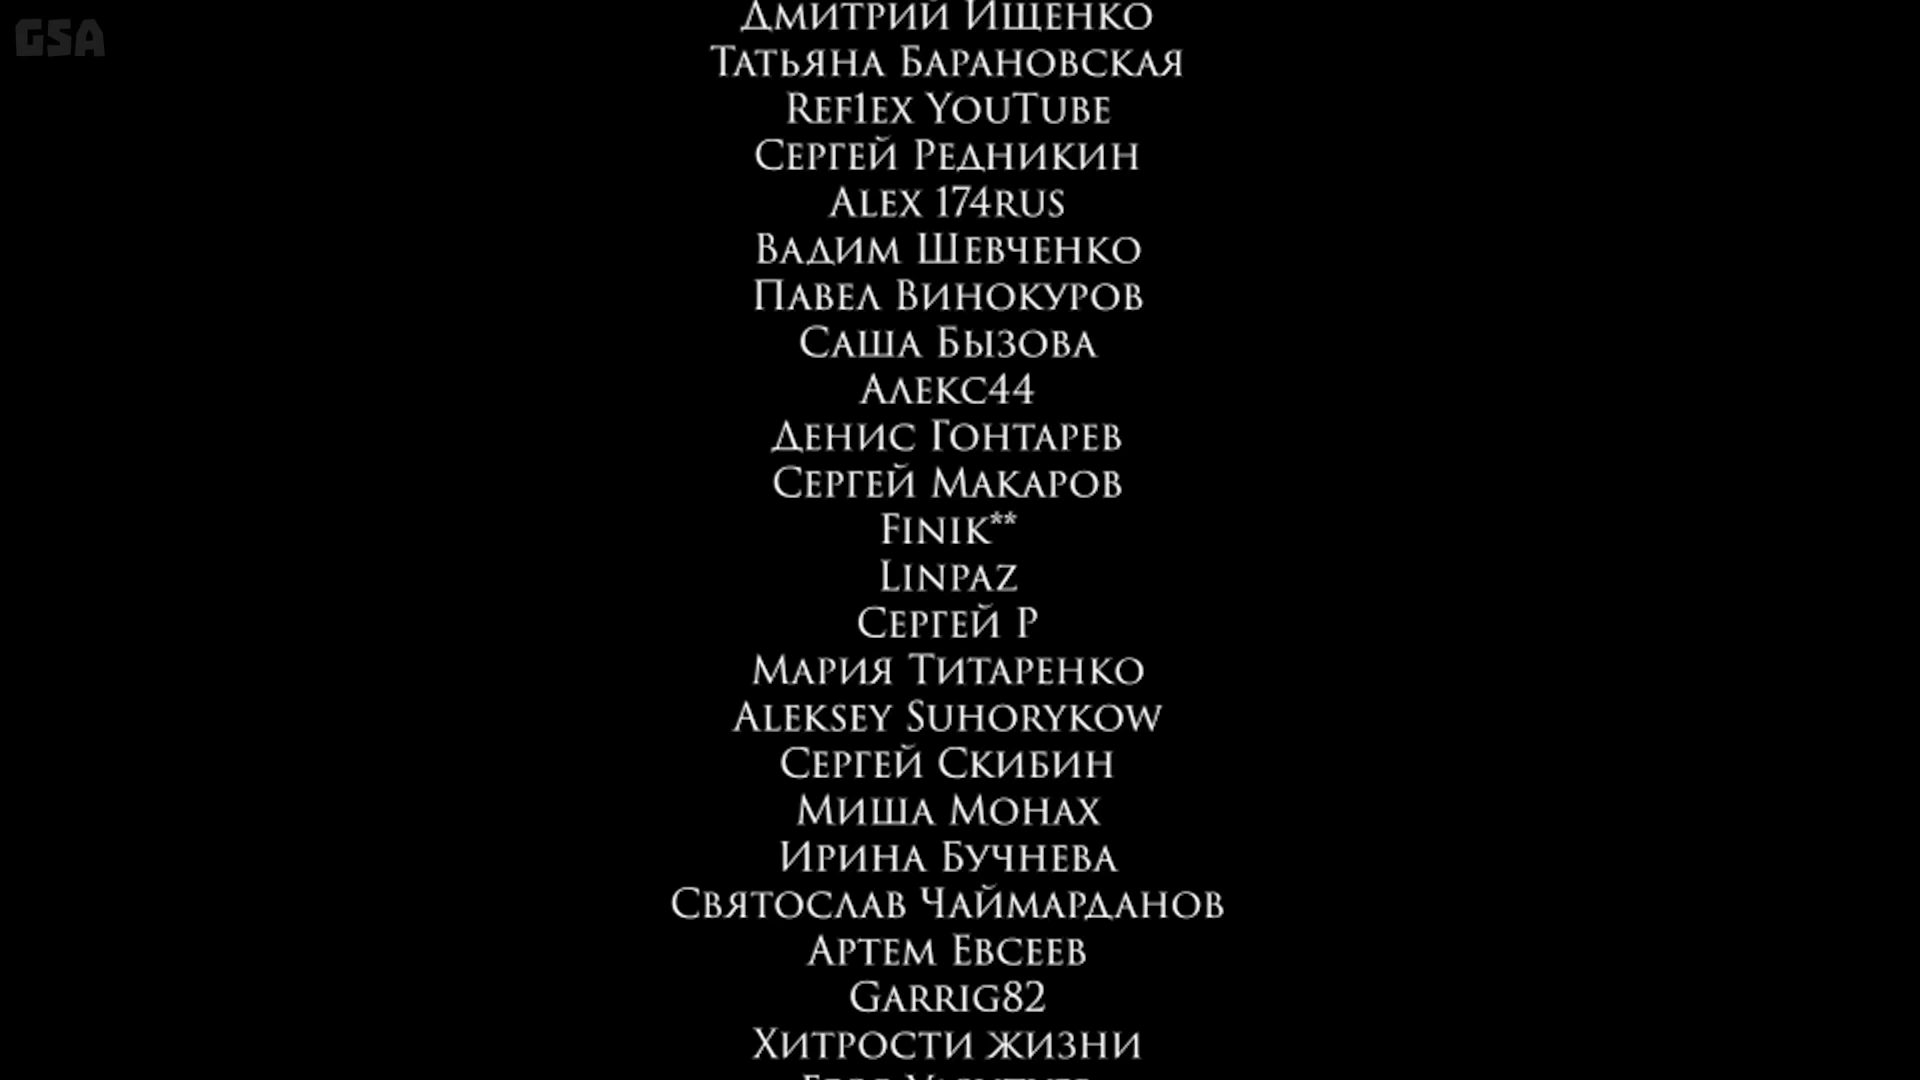 GSA
Дмитрий Ищенко
Татьяна Барановская
Ref1ex YouTube
Сергей Редникин
Alex 174rus
Вадим Шевченко
Павел Винокуров
Саша Бызова
Алекс44
Денис Гонтарев
Сергей Макаров
Finik**
Linpaz
Сергей Р
Мария Титаренко
Aleksey Suhorykow
Сергей Скибин
Миша Монах
Ирина Бучнева
Святослав Чаймарданов
Артем Евсеев
Garrig82
Хитрости жизни